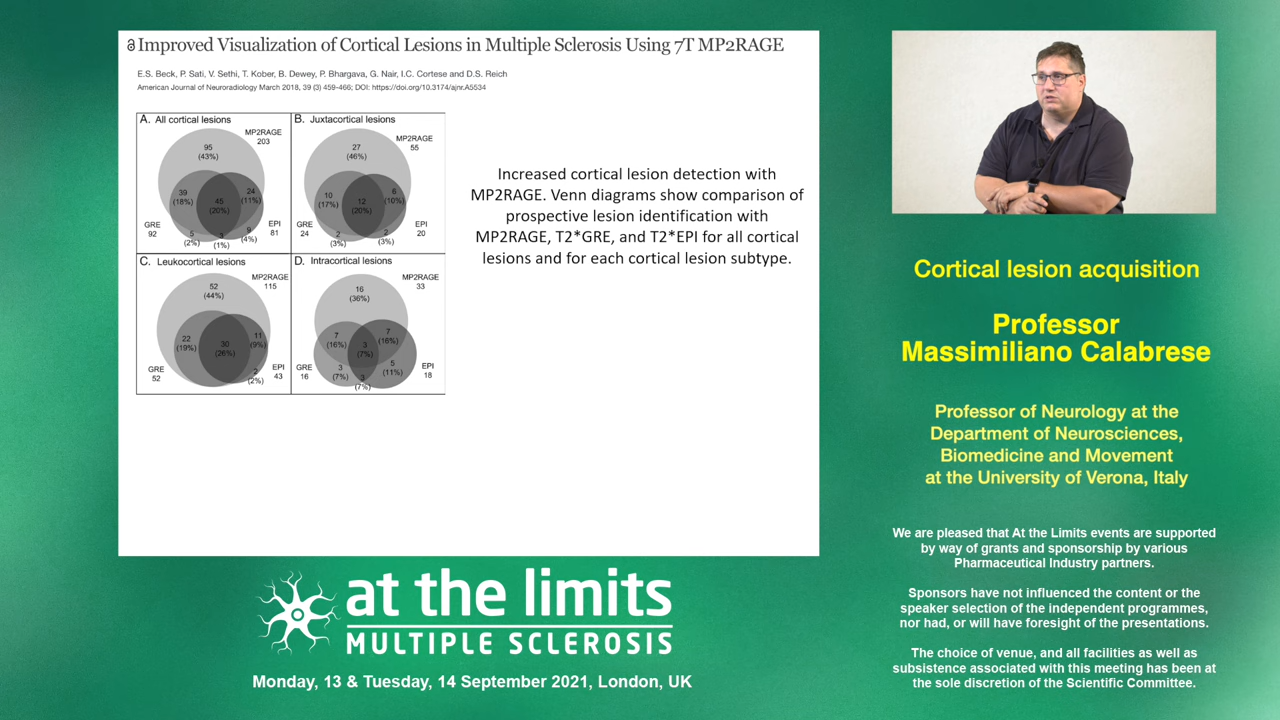 Improved Visualization of Cortical Lesions in Multiple Sclerosis Using 7T MP2RAGE
E.S. Beck, P. Sati, V. Sethi, T. Kober, B. Dewey, P. Bhargava, G. Nair, I.C. Cortese and D.S. Reich
American Journal of Neuroradiology March 2018, 39 (3) 459-466; DOI: https://doi.org/10.3174/ajnr.A5534
A. All cortical lesions
MP2RAGE
203
95
(43%)
39
(18%)
24
(11%)
45
(20%)
GRE
92
EPI
81
5
(2%)
3
(1%)
9
(4%)
B. Juxtacortical lesions
MP2RAGE
55
27
(46%)
10
(17%)
6
(10%)
12
(20%)
GRE
24
EPI
20
2
(3%)
2
(3%)
C. Leukocortical lesions
MP2RAGE
115
52
(44%)
22
(19%)
11
(9%)
30
(26%)
GRE
52
EPI
43
2
(2%)
D. Intracortical lesions
MP2RAGE
33
16
(36%)
7
(16%)
7
(16%)
3
(7%)
GRE
16
EPI
18
3
(7%)
5
(11%)
3
(7%)
Increased cortical lesion detection with
MP2RAGE. Venn diagrams show comparison of
prospective lesion identification with
MP2RAGE, T2*GRE, and T2*EPI for all cortical
lesions and for each cortical lesion subtype.
Cortical lesion acquisition
Professor
Massimiliano Calabrese
Professor of Neurology at the
Department of Neurosciences,
Biomedicine and Movement
at the University of Verona, Italy
We are pleased that At the Limits events are supported
by way of grants and sponsorship by various
Pharmaceutical Industry partners.
Sponsors have not influenced the content or the
speaker selection of the independent programmes,
nor had, or will have foresight of the presentations.
The choice of venue, and all facilities as well as
subsistence associated with this meeting has been at
the sole discretion of the Scientific Committee.
at the limits
MULTIPLE SCLEROSIS
Monday, 13 & Tuesday, 14 September 2021, London, UK